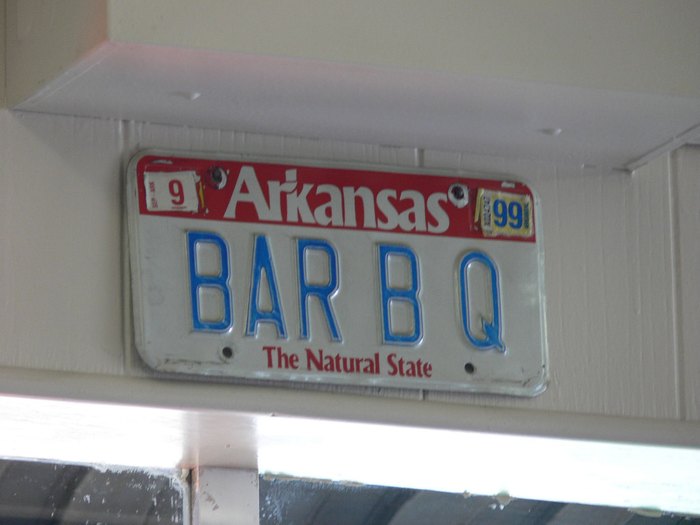 9 Arkansas 99
BAR B Q
The Natural State